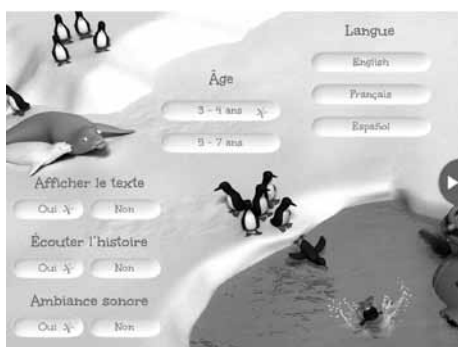 Langue
English
Français
Español
Âge
3 - 4 ans
5 - 7 ans
Afficher le texte
Oui Non
Écouter l'histoire
Oui Non
Ambiance sonore
Oui Non